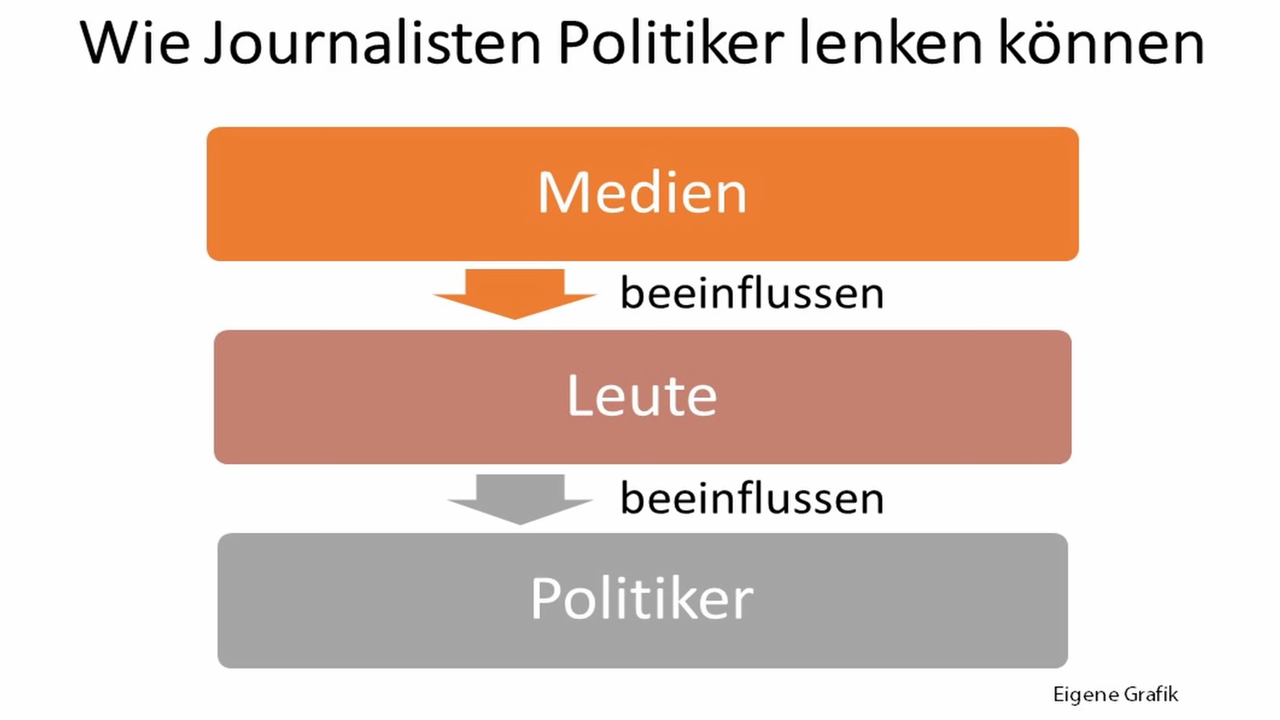 Wie Journalisten Politiker lenken können
Medien
beeinflussen
Leute
beeinflussen
Politiker
Eigene Grafik